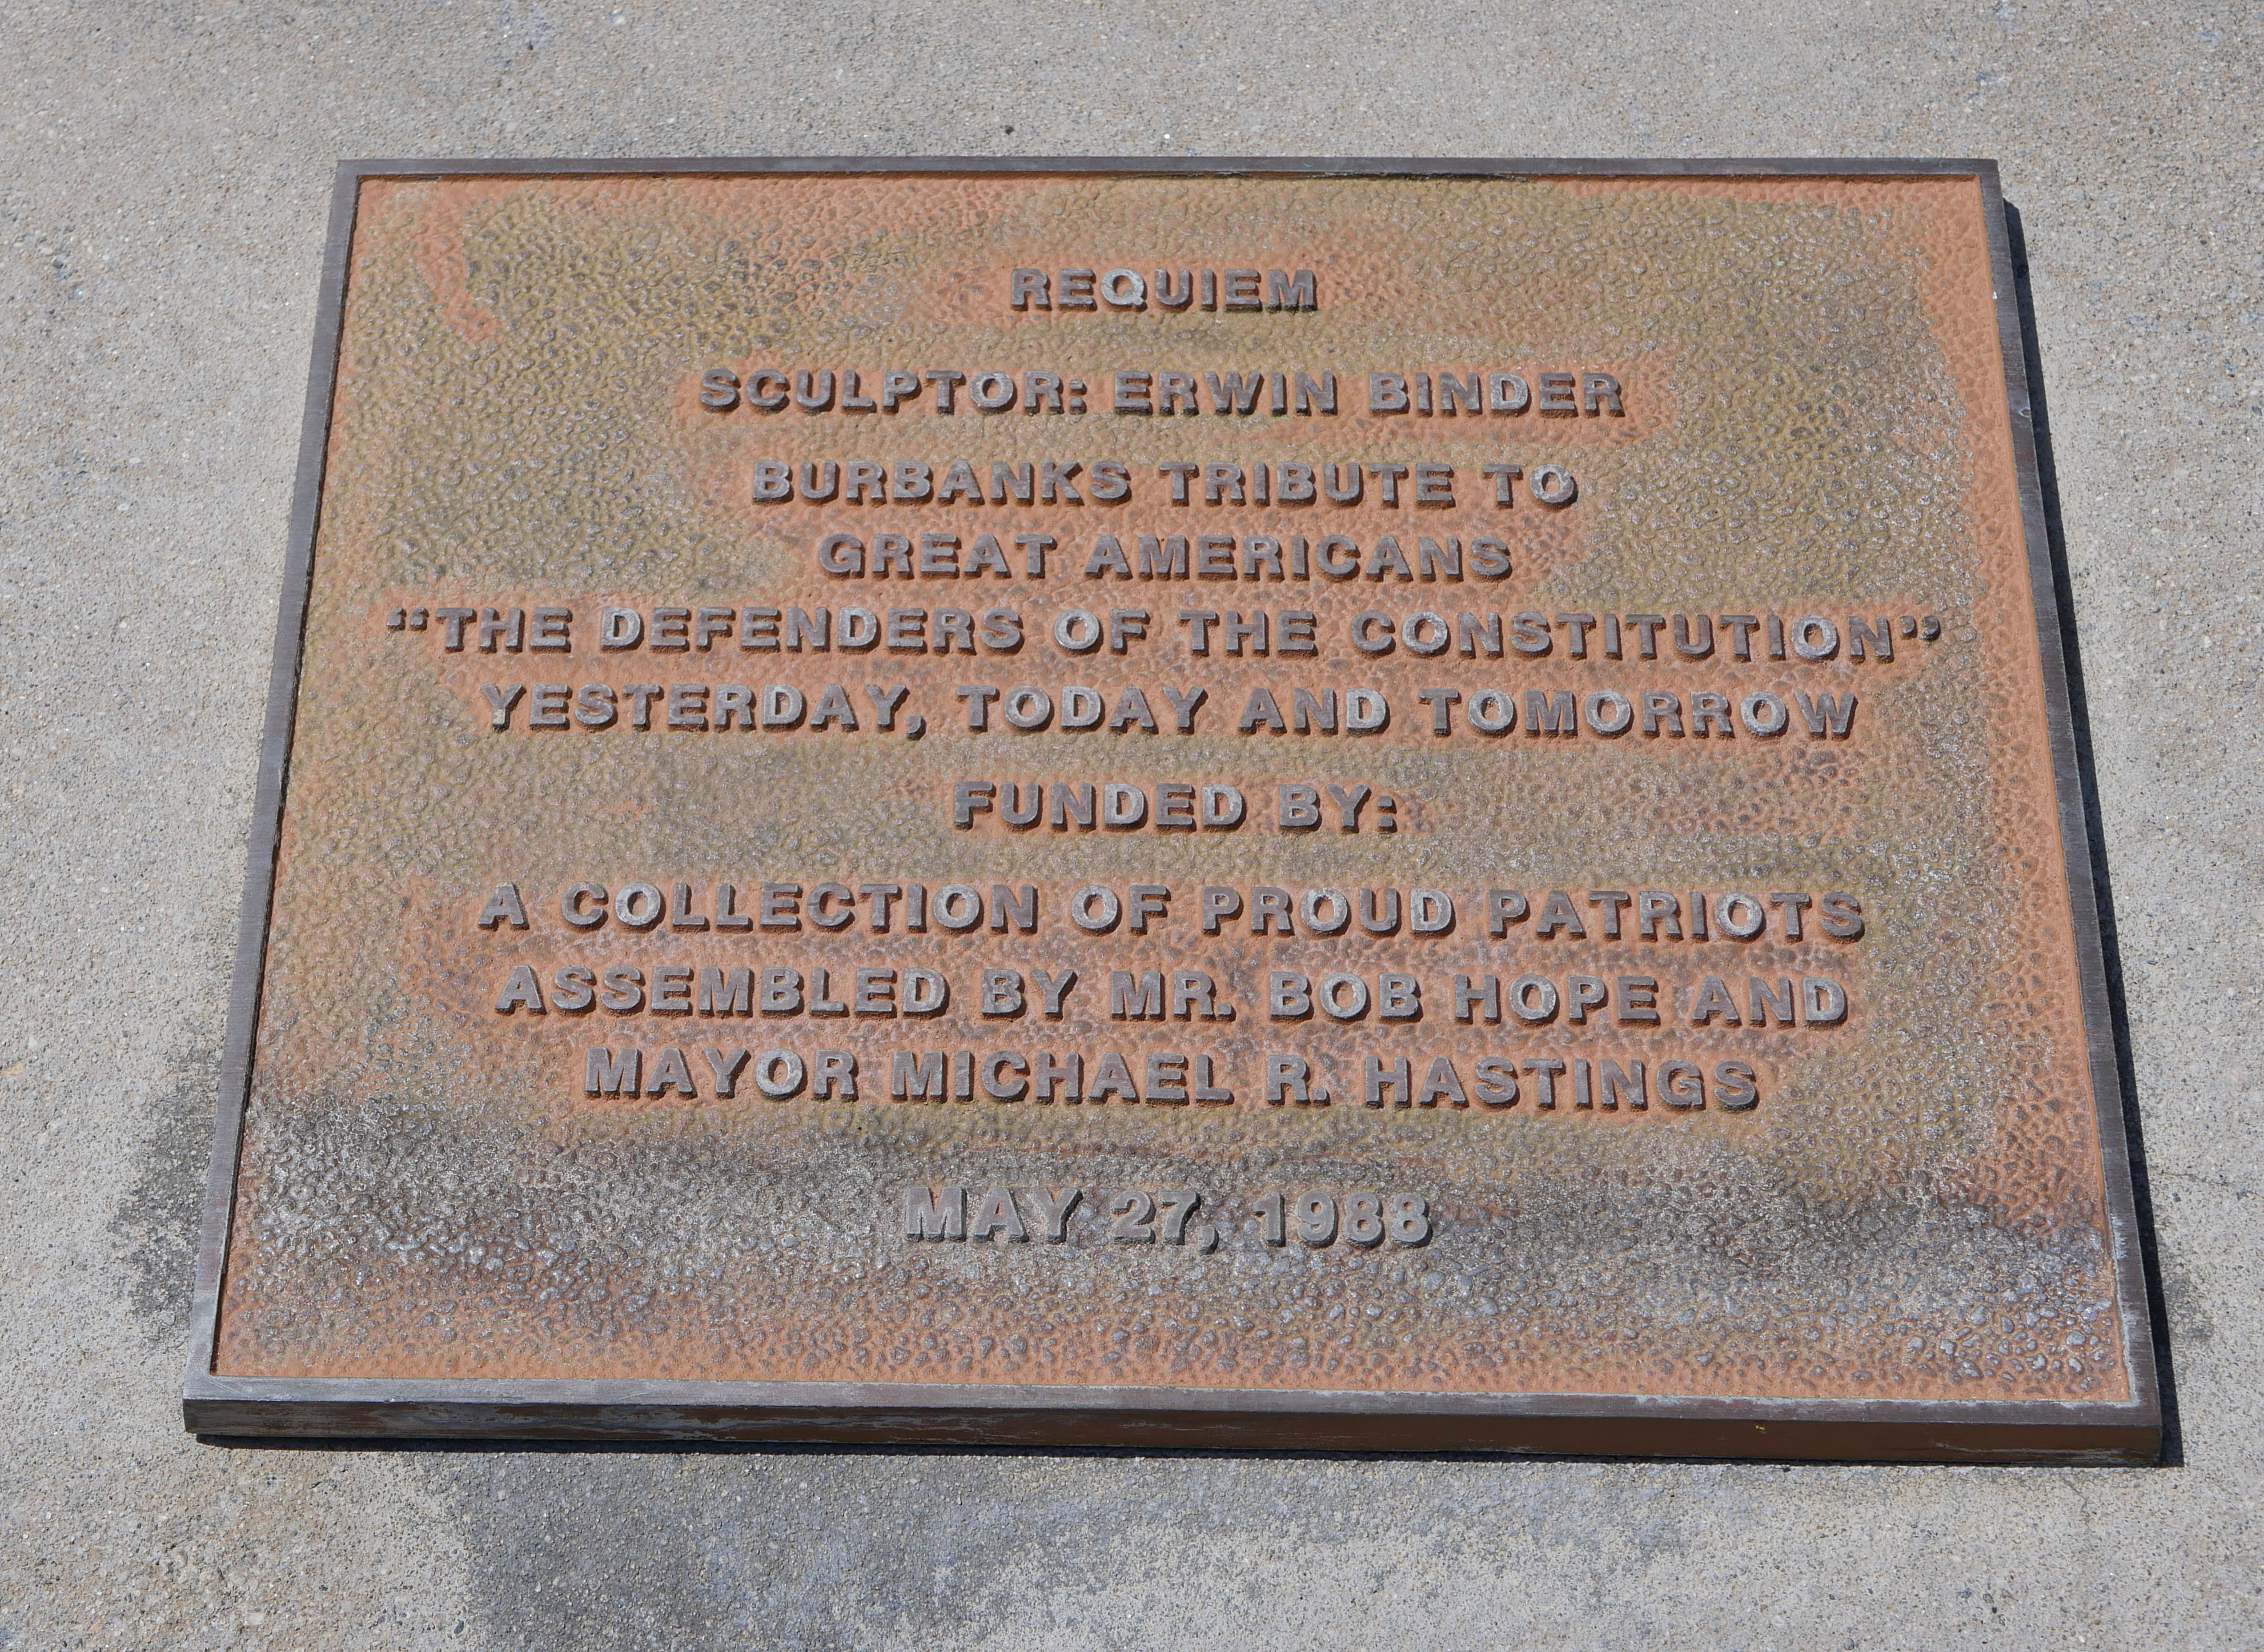 REQUIEM
SCULPTOR: ERWIN BINDER
BURBANKS TRIBUTE TO
GREAT AMERICANS
“THE DEFENDERS OF THE CONSTITUTION”
YESTERDAY, TODAY AND TOMORROW
FUNDED BY:
A COLLECTION OF PROUD PATRIOTS
ASSEMBLED BY MR. BOB HOPE AND
MAYOR MICHAEL R. HASTINGS
MAY 27, 1988